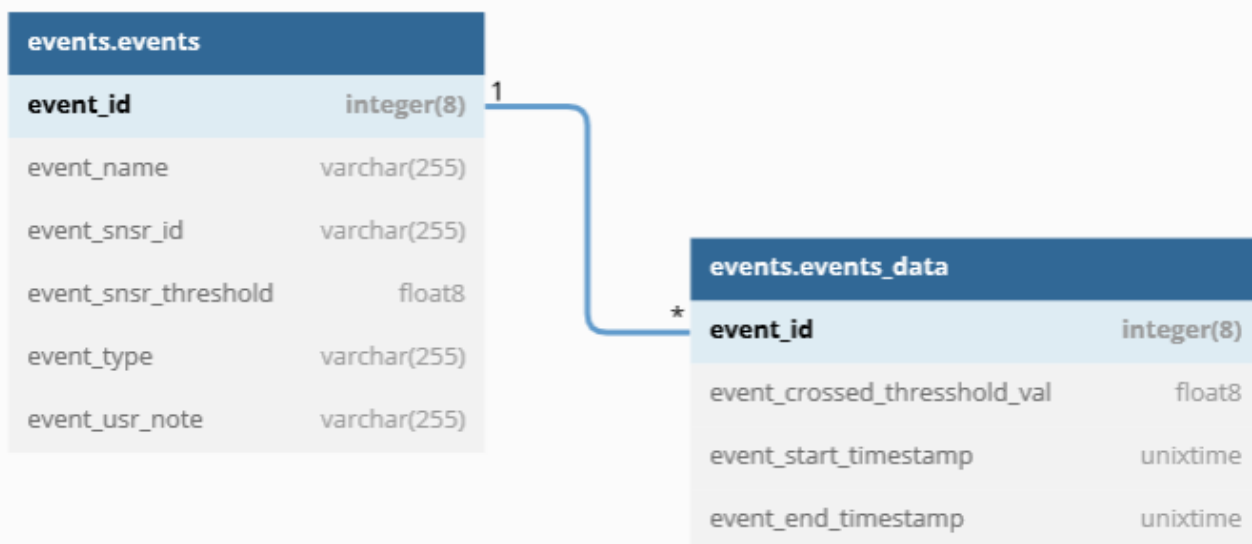 events.events
event_id integer(8)
1
event_name varchar(255)
event_snsr_id varchar(255)
event_snsr_threshold float8
event_type varchar(255)
event_usr_note varchar(255)
events.events_data
*
event_id integer(8)
event_crossed_thresshold_val float8
event_start_timestamp unixtime
event_end_timestamp unixtime